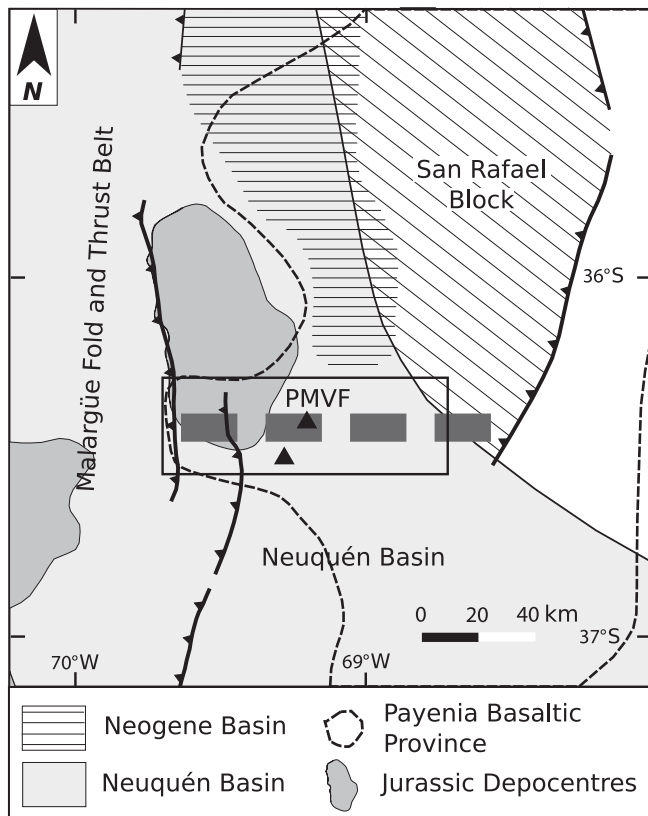 N
Malargüe Fold and Thrust Belt
San Rafael
Block
36°S
PMVF
Neuquén Basin
0 20 40 km
37°S
70°W
69°W
Neogene Basin
Payenia Basaltic
Province
Neuquén Basin
Jurassic Depocentres